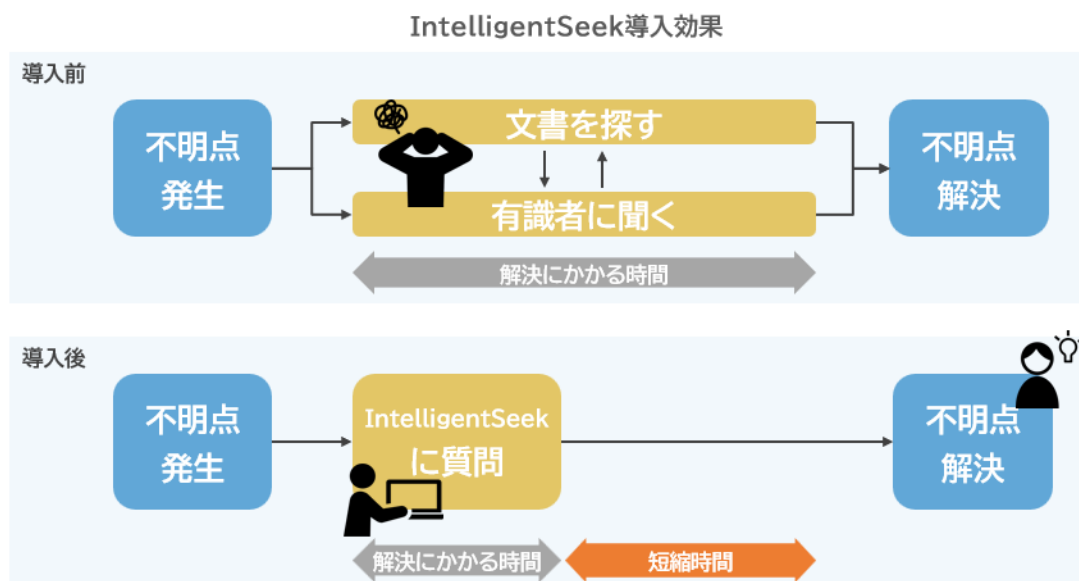 IntelligentSeek導入効果
導入前
不明点
発生
文書を探す
有識者に聞く
不明点
解決
解決にかかる時間
導入後
不明点
発生
IntelligentSeek
に質問
不明点
解決
解決にかかる時間
短縮時間